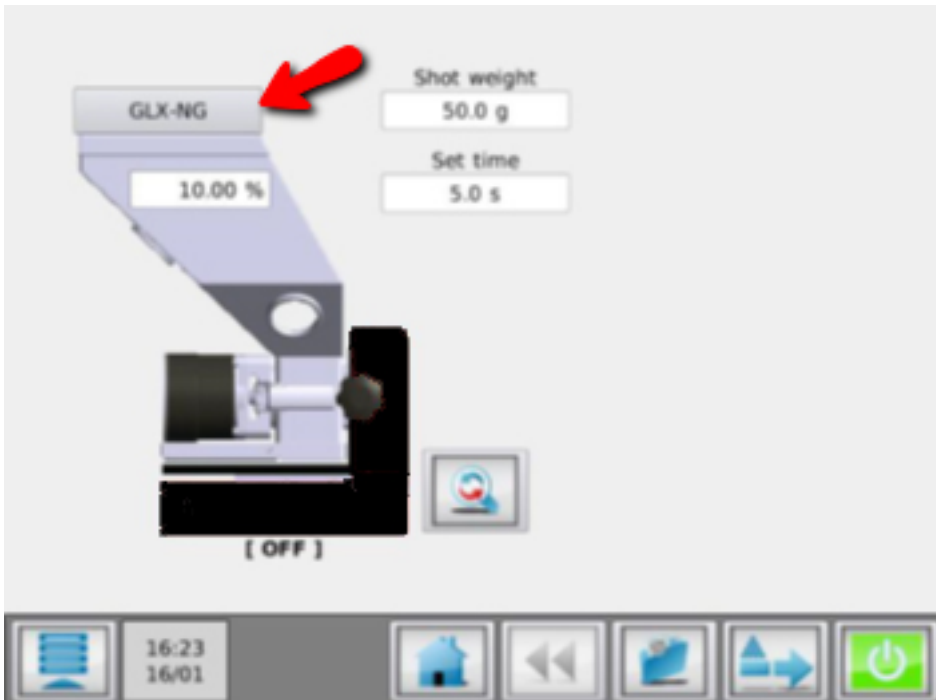 GLX-NG
Shot weight
50.0 g
10.00 %
Set time
5.0 s
[ OFF ]
16:23
16/01